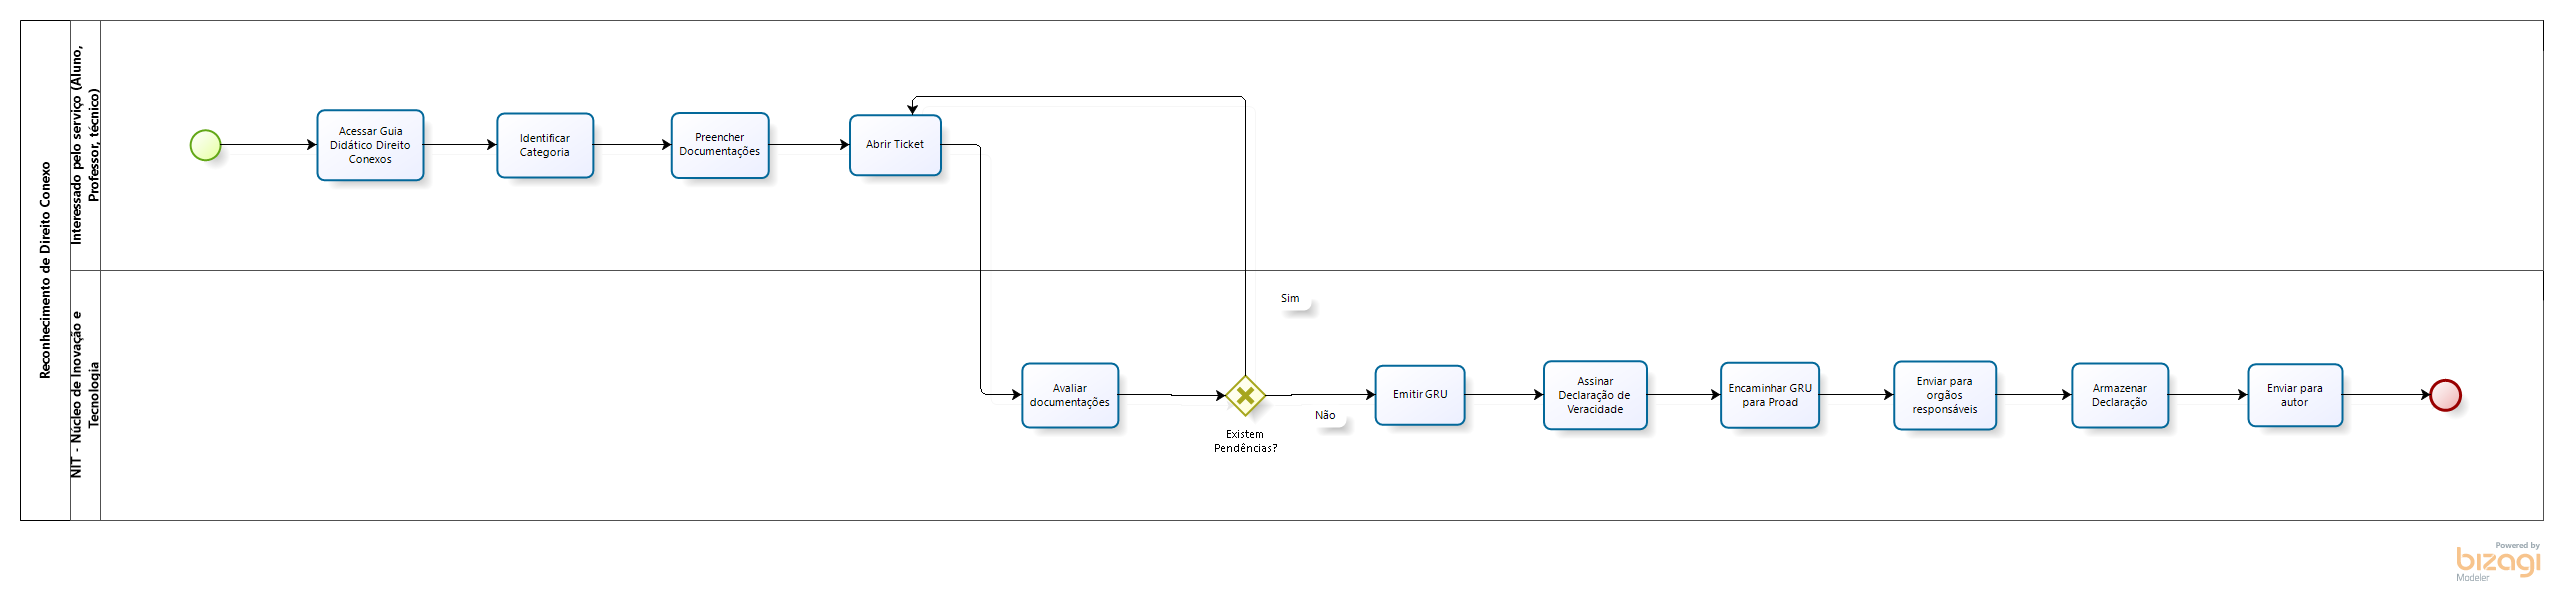 Reconhecimento de Direito Conexo
Interessado pelo serviço (Aluno,
Professor, técnico)
Acessar Guia
Didático Direito
Conexos
Identificar
Categoria
Preencher
Documentações
Abrir Ticket
NIT - Núcleo de Inovação e
Tecnologia
Avaliar
documentações
Existem
Pendências?
Sim
Não
Emitir GRU
Assinar
Declaração de
Veracidade
Encaminhar GRU
para Proad
Enviar para
orgãos
responsáveis
Armazenar
Declaração
Enviar para
autor
Powered by
bizagi
Modeler